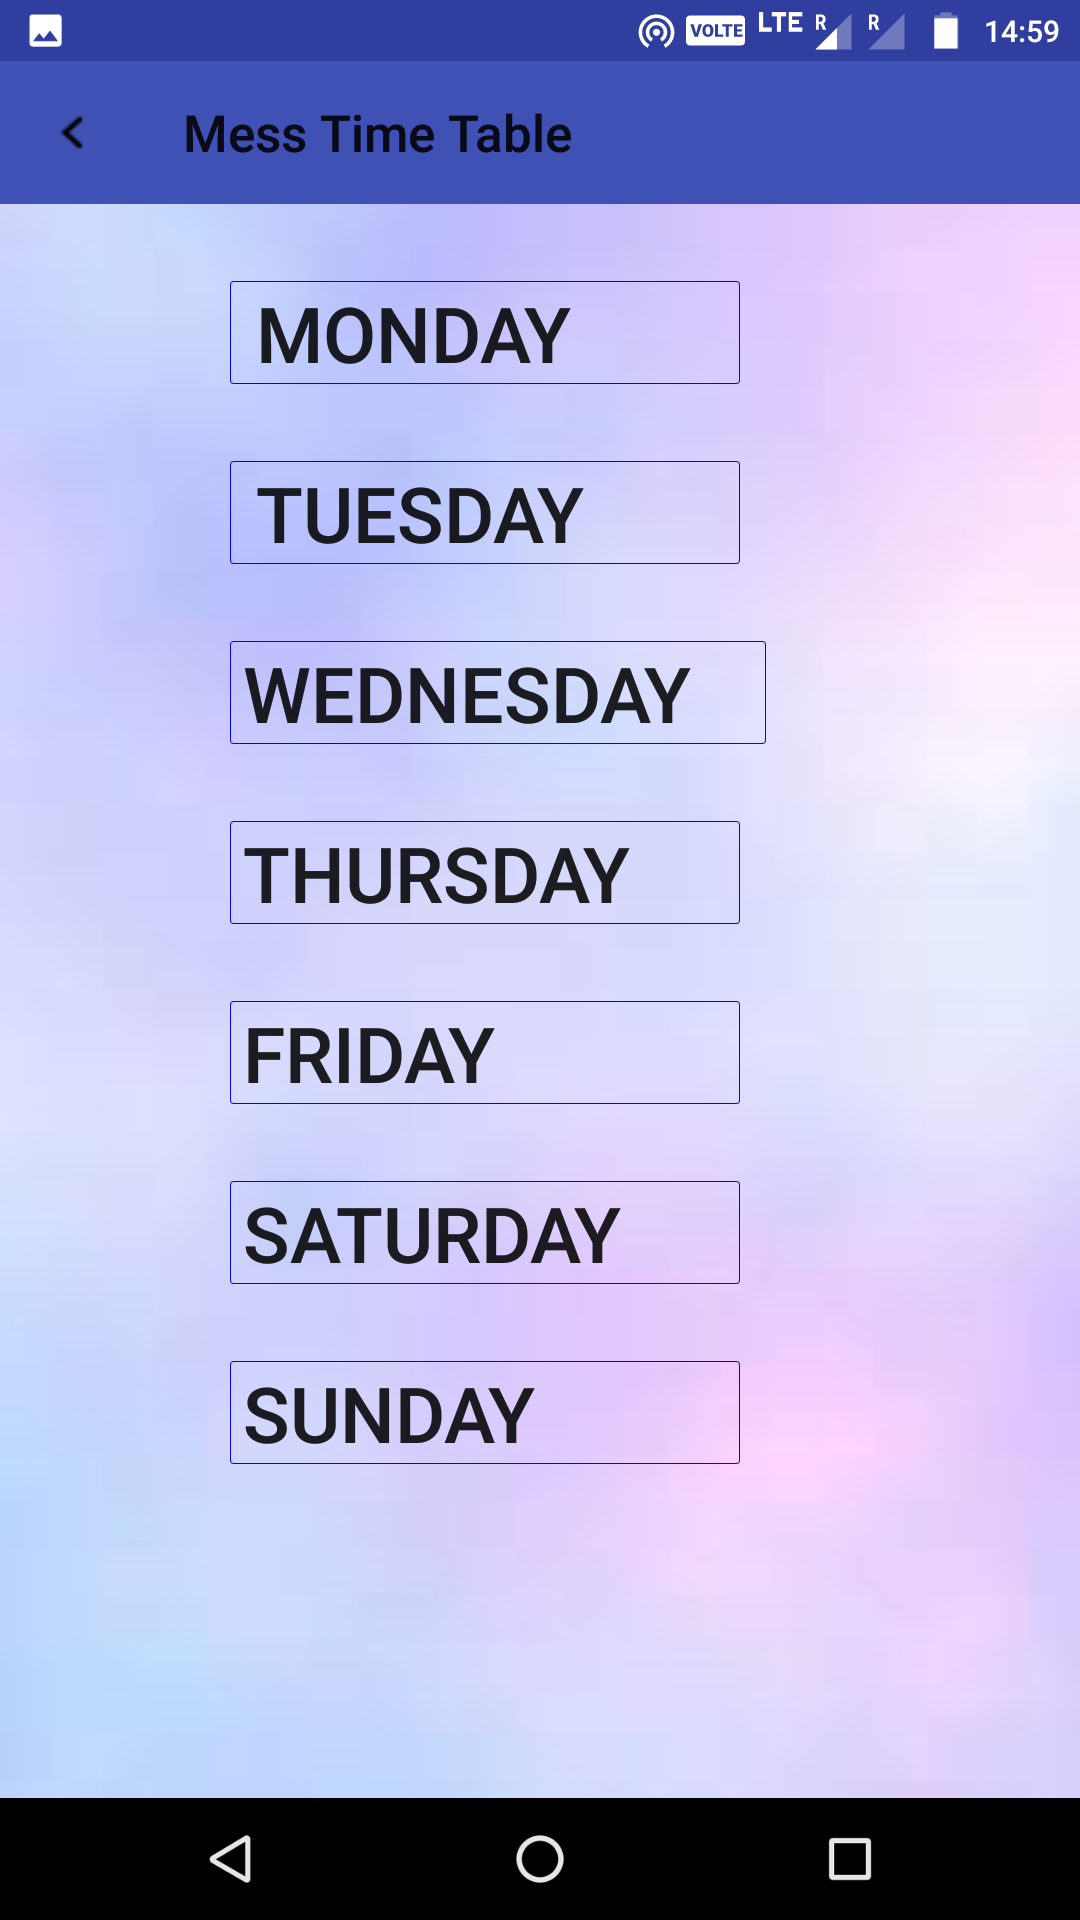 VOLTE LTE R R 14:59
Mess Time Table
MONDAY
TUESDAY
WEDNESDAY
THURSDAY
FRIDAY
SATURDAY
SUNDAY